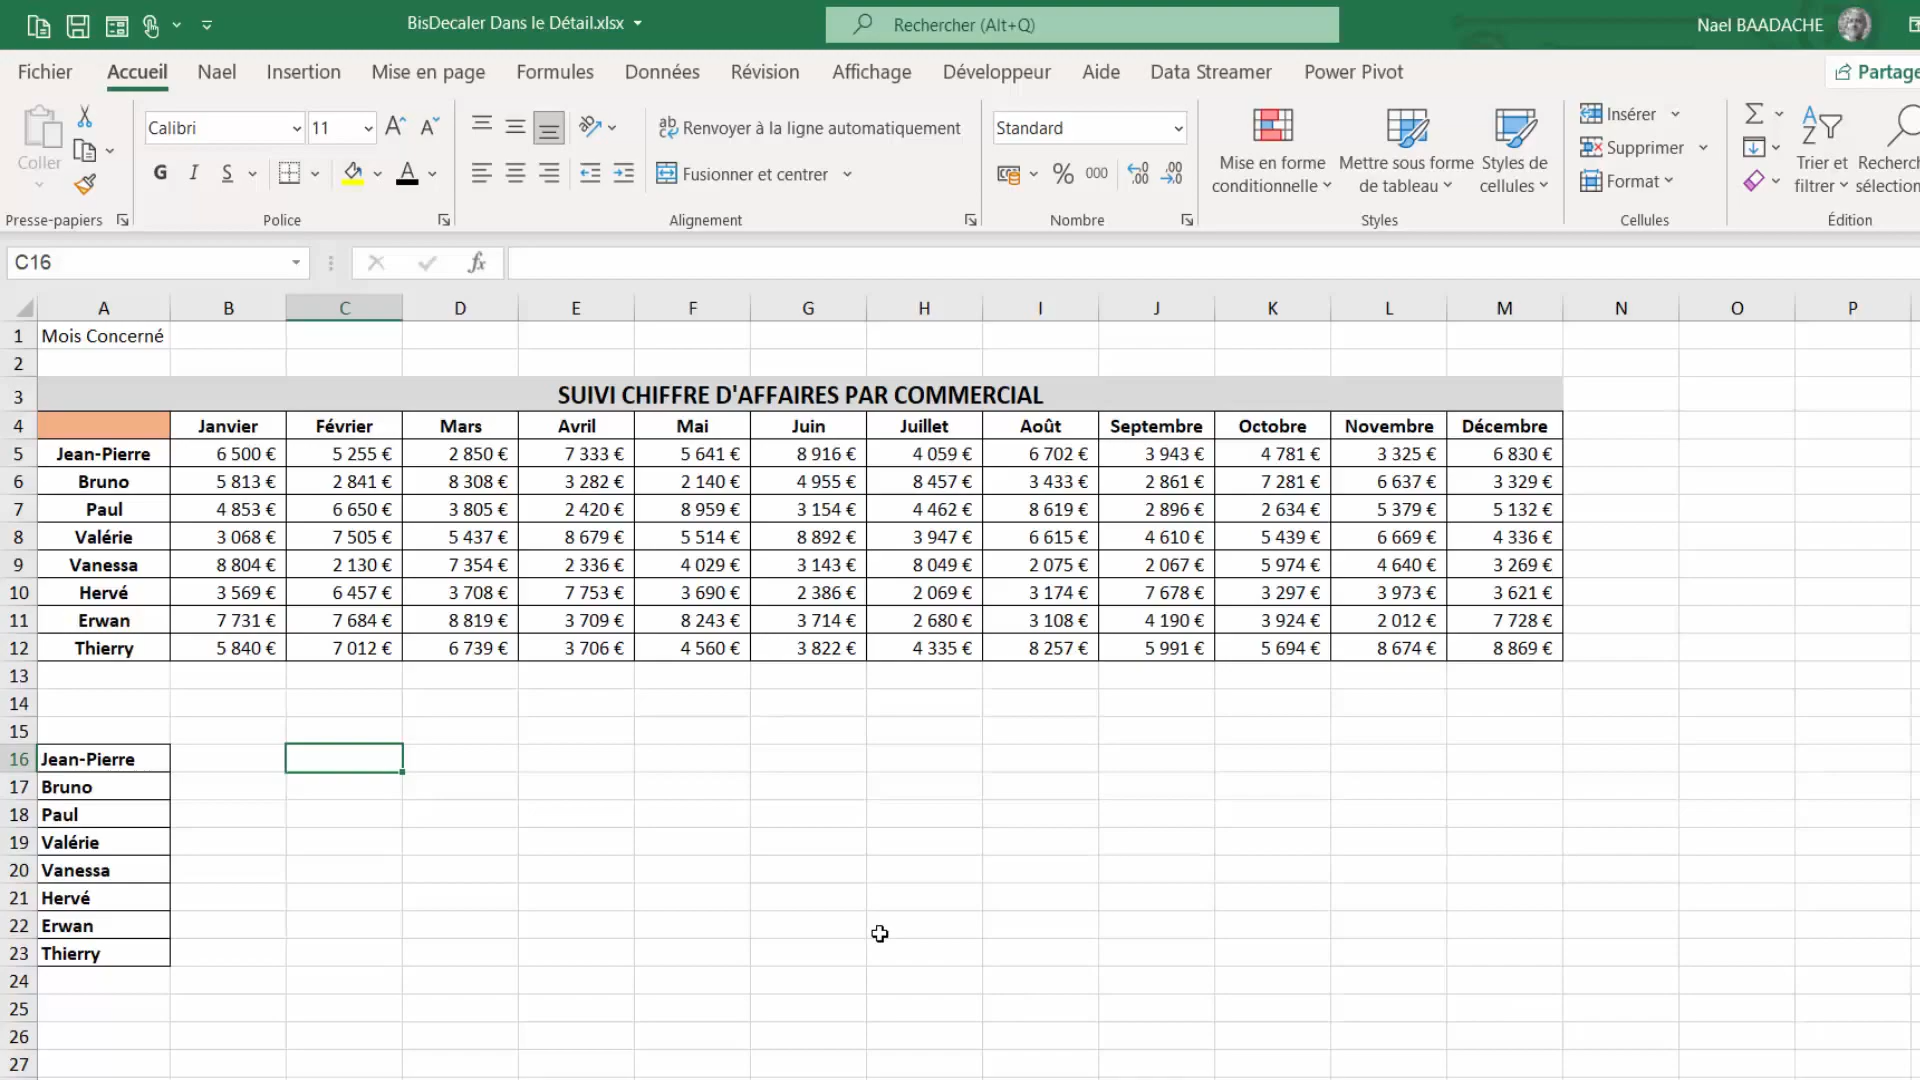 BisDecaler Dans le Détail.xlsx
Rechercher (Alt+Q)
Nael BAADACHE
Fichier Accueil Nael Insertion Mise en page Formules Données Révision Affichage Développeur Aide Data Streamer Power Pivot
Coller
Presse-papiers
Calibri 11
G I S
Police
Renvoyer à la ligne automatiquement
Fusionner et centrer
Alignement
Standard
% 000
Nombre
Mise en forme
conditionnelle
Mettre sous forme
de tableau
Styles de
cellules
Styles
Insérer
Supprimer
Format
Cellules
Trier et
filtrer
Édition
C16 fx
A B C D E F G H I J K L M N O P
1 Mois Concerné
2
3 SUIVI CHIFFRE D'AFFAIRES PAR COMMERCIAL
4 Janvier Février Mars Avril Mai Juin Juillet Août Septembre Octobre Novembre Décembre
5 Jean-Pierre 6 500 € 5 255 € 2 850 € 7 333 € 5 641 € 8 916 € 4 059 € 6 702 € 3 943 € 4 781 € 3 325 € 6 830 €
6 Bruno 5 813 € 2 841 € 8 308 € 3 282 € 2 140 € 4 955 € 8 457 € 3 433 € 2 861 € 7 281 € 6 637 € 3 329 €
7 Paul 4 853 € 6 650 € 3 805 € 2 420 € 8 959 € 3 154 € 4 462 € 8 619 € 2 896 € 2 634 € 5 379 € 5 132 €
8 Valérie 3 068 € 7 505 € 5 437 € 8 679 € 5 514 € 8 892 € 3 947 € 6 615 € 4 610 € 5 439 € 6 669 € 4 336 €
9 Vanessa 8 804 € 2 130 € 7 354 € 2 336 € 4 029 € 3 143 € 8 049 € 2 075 € 2 067 € 5 974 € 4 640 € 3 269 €
10 Hervé 3 569 € 6 457 € 3 708 € 7 753 € 3 690 € 2 386 € 2 069 € 3 174 € 7 678 € 3 297 € 3 973 € 3 621 €
11 Erwan 7 731 € 7 684 € 8 819 € 3 709 € 8 243 € 3 714 € 2 680 € 3 108 € 4 190 € 3 924 € 2 012 € 7 728 €
12 Thierry 5 840 € 7 012 € 6 739 € 3 706 € 4 560 € 3 822 € 4 335 € 8 257 € 5 991 € 5 694 € 8 674 € 8 869 €
13
14
15
16 Jean-Pierre
17 Bruno
18 Paul
19 Valérie
20 Vanessa
21 Hervé
22 Erwan
23 Thierry
24
25
26
27